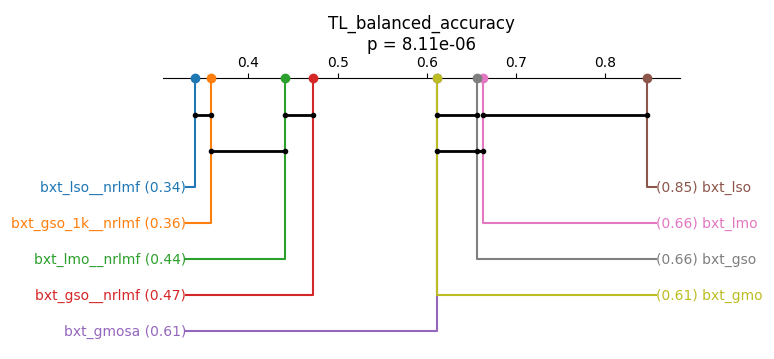 TL_balanced_accuracy
p = 8.11e-06
0.4 0.5 0.6 0.7 0.8
bxt_lso__nrlmf (0.34) (0.85) bxt_lso
bxt_gso_1k__nrlmf (0.36) (0.66) bxt_lmo
bxt_lmo__nrlmf (0.44) (0.66) bxt_gso
bxt_gso__nrlmf (0.47) (0.61) bxt_gmo
bxt_gmosa (0.61)